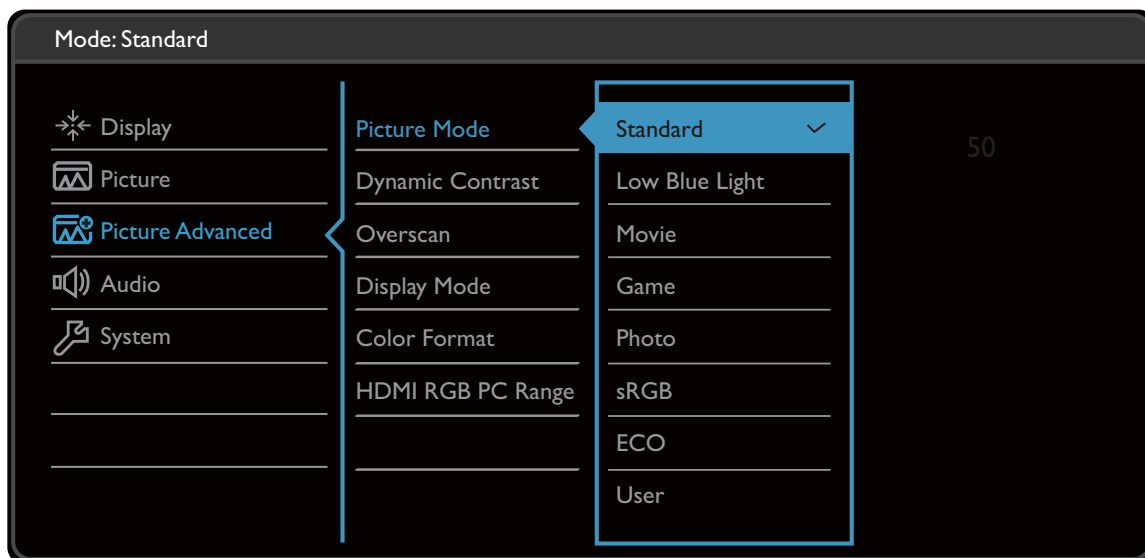 Mode: Standard
Display
Picture
Picture Advanced
Audio
System
Picture Mode
Dynamic Contrast
Overscan
Display Mode
Color Format
HDMI RGB PC Range
Standard
Low Blue Light
Movie
Game
Photo
sRGB
ECO
User
50